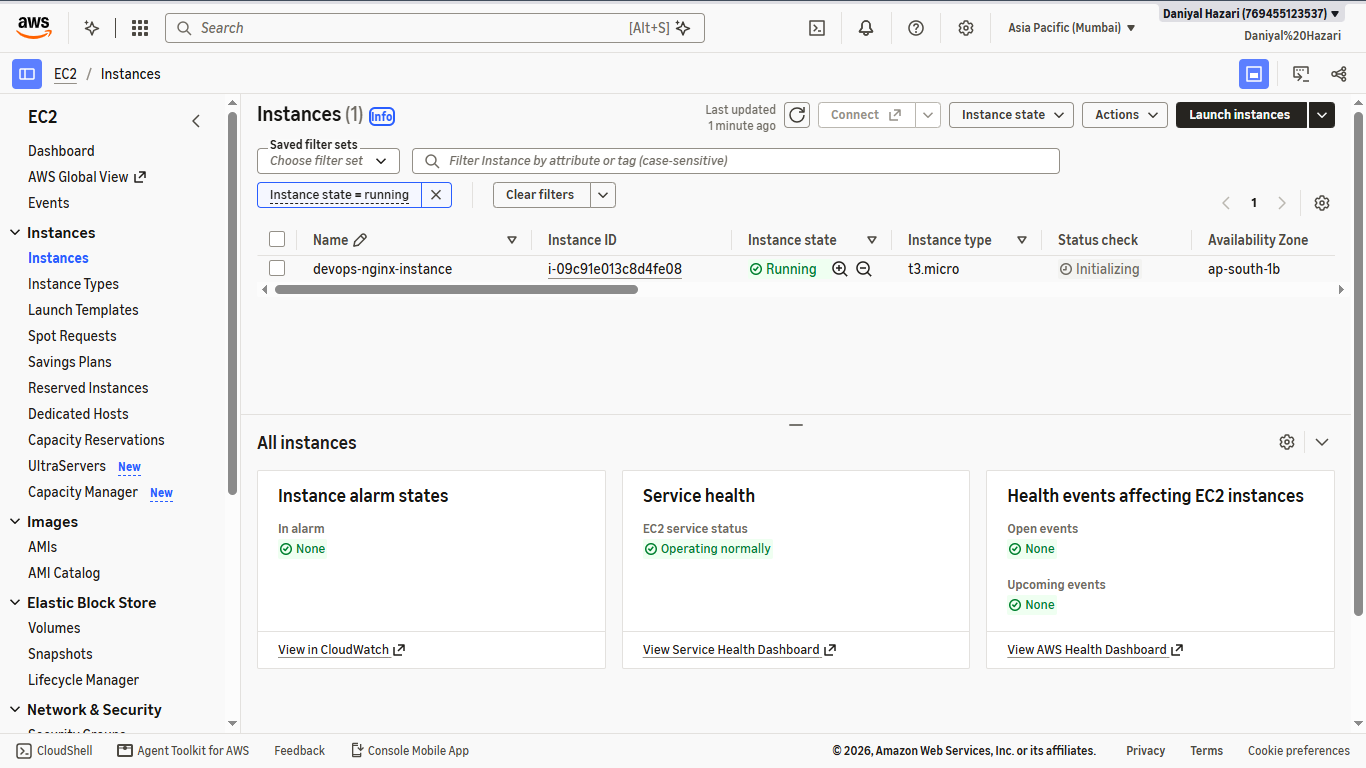 aws
Search
[Alt+S]
Asia Pacific (Mumbai)
Daniyal Hazari (769455123537)
Daniyal%20Hazari
EC2 / Instances
EC2
Dashboard
AWS Global View
Events
Instances
Instances
Instance Types
Launch Templates
Spot Requests
Savings Plans
Reserved Instances
Dedicated Hosts
Capacity Reservations
UltraServers New
Capacity Manager New
Images
AMIs
AMI Catalog
Elastic Block Store
Volumes
Snapshots
Lifecycle Manager
Network & Security
Security Groups
Instances (1) Info
Last updated
1 minute ago
Connect
Instance state
Actions
Launch instances
Saved filter sets
Choose filter set
Filter Instance by attribute or tag (case-sensitive)
Instance state = running
Clear filters
1
Name Instance ID Instance state Instance type Status check Availability Zone
devops-nginx-instance i-09c91e013c8d4fe08 Running t3.micro Initializing ap-south-1b
All instances
Instance alarm states
In alarm
None
View in CloudWatch
Service health
EC2 service status
Operating normally
View Service Health Dashboard
Health events affecting EC2 instances
Open events
None
Upcoming events
None
View AWS Health Dashboard
CloudShell
Agent Toolkit for AWS
Feedback
Console Mobile App
© 2026, Amazon Web Services, Inc. or its affiliates.
Privacy
Terms
Cookie preferences